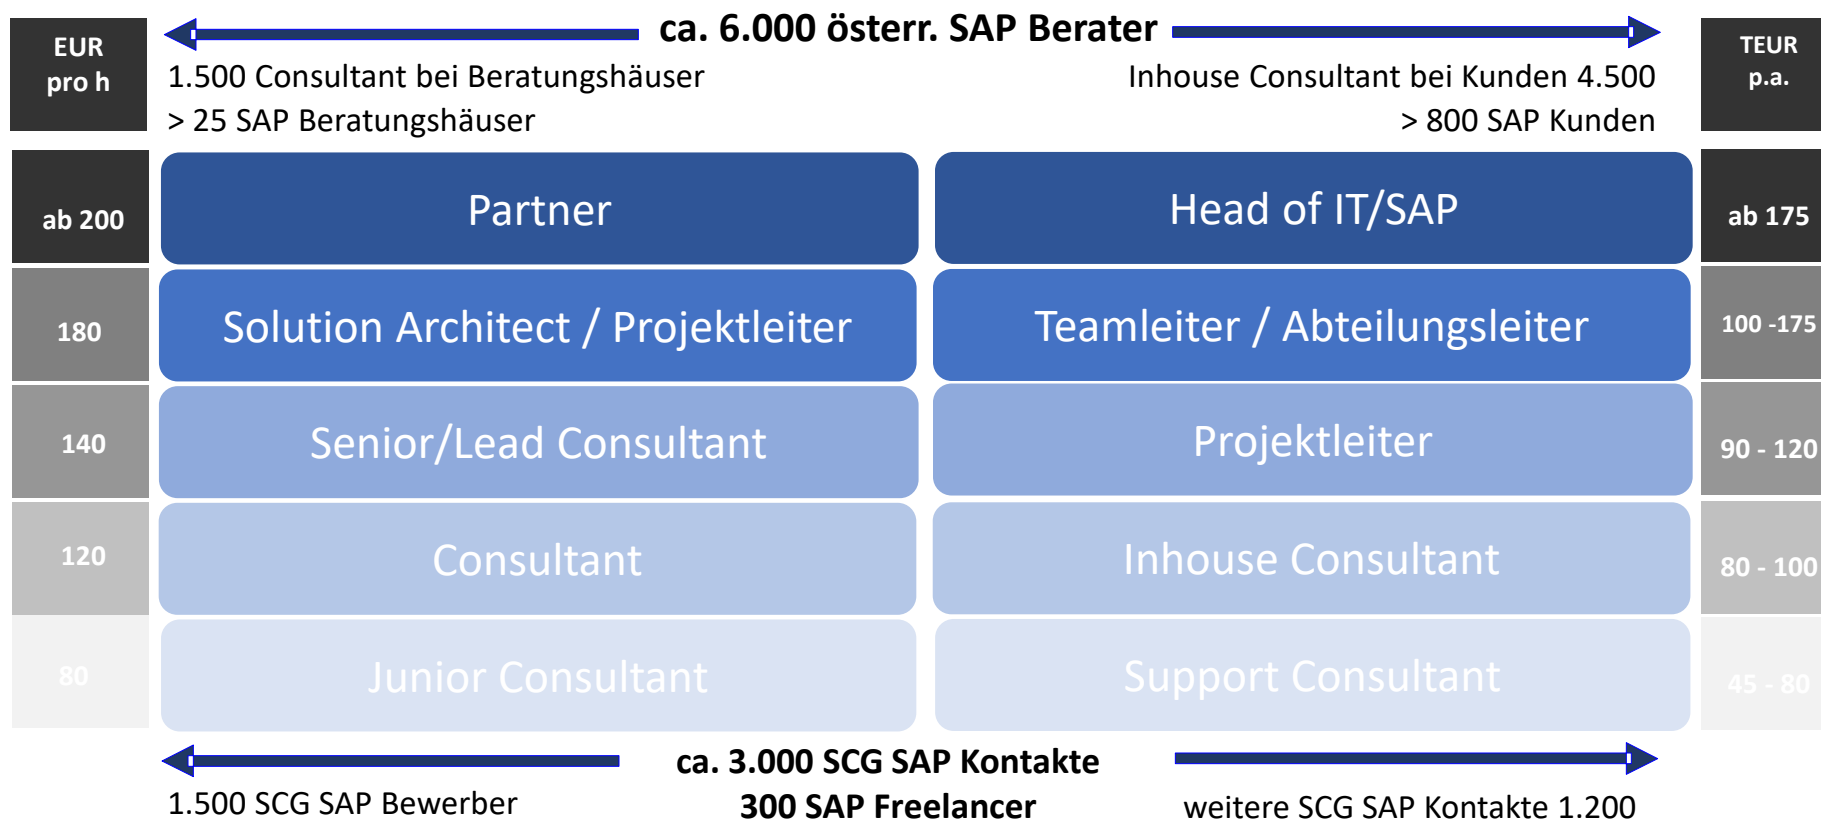 EUR
pro h
ca. 6.000 österr. SAP Berater
TEUR
p.a.
1.500 Consultant bei Beratungshäuser
> 25 SAP Beratungshäuser
Inhouse Consultant bei Kunden 4.500
> 800 SAP Kunden
ab 200
Partner
Head of IT/SAP
ab 175
180
Solution Architect / Projektleiter
Teamleiter / Abteilungsleiter
100 -175
140
Senior/Lead Consultant
Projektleiter
90 - 120
120
Consultant
Inhouse Consultant
80 - 100
80
Junior Consultant
Support Consultant
45 - 80
ca. 3.000 SCG SAP Kontakte
1.500 SCG SAP Bewerber
300 SAP Freelancer
weitere SCG SAP Kontakte 1.200